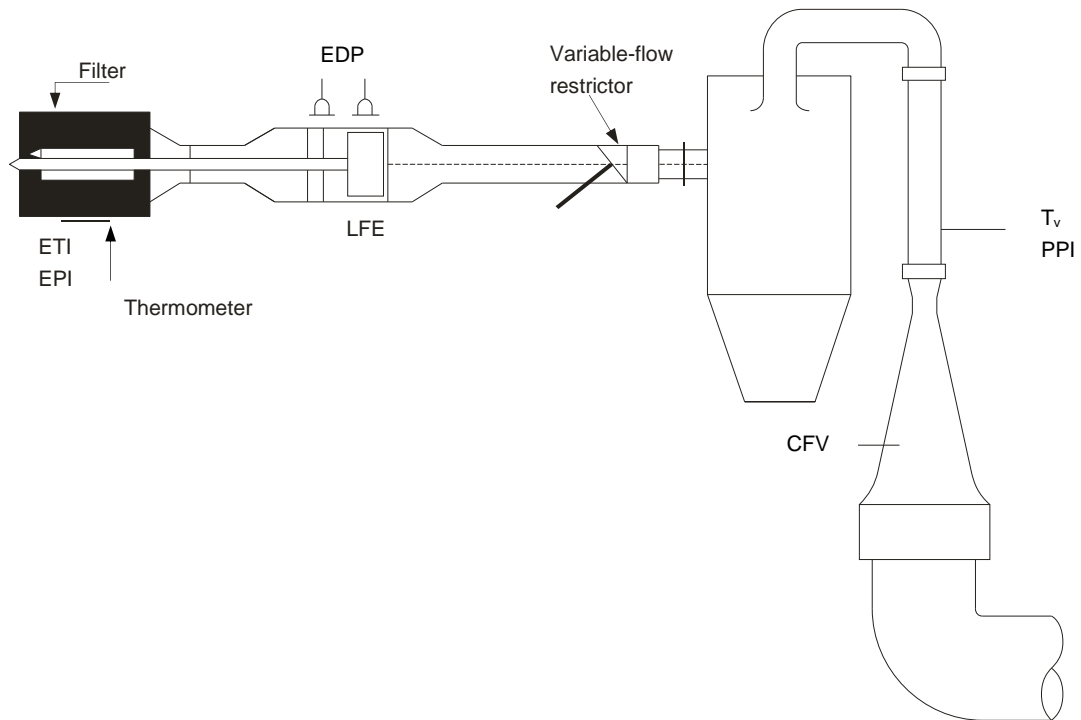 EDP
Filter
Variable-flow
restrictor
LFE
ETI
EPI
Thermometer
Tᵥ
PPI
CFV